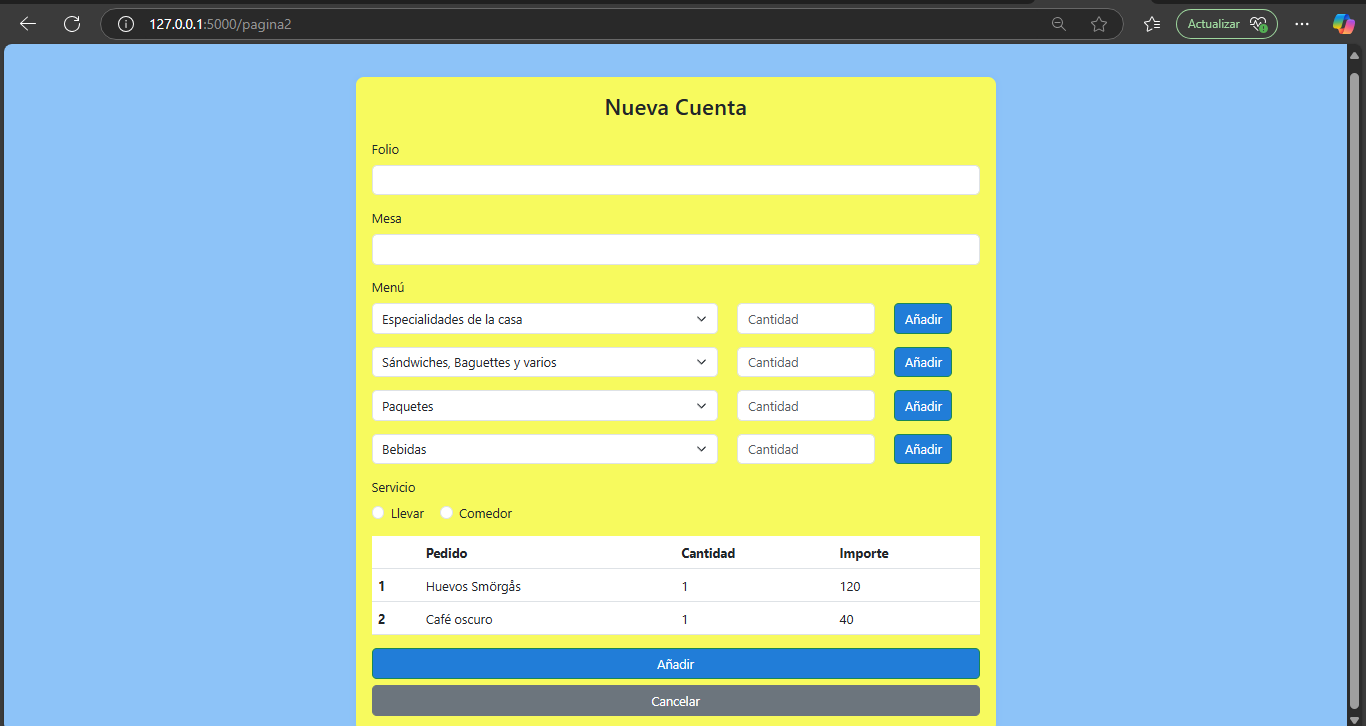 127.0.0.1:5000/pagina2
Actualizar
Nueva Cuenta
Folio
Mesa
Menú
Especialidades de la casa Cantidad Añadir
Sándwiches, Baguettes y varios Cantidad Añadir
Paquetes Cantidad Añadir
Bebidas Cantidad Añadir
Servicio
Llevar Comedor
Pedido Cantidad Importe
1 Huevos Smörgås 1 120
2 Café oscuro 1 40
Añadir
Cancelar